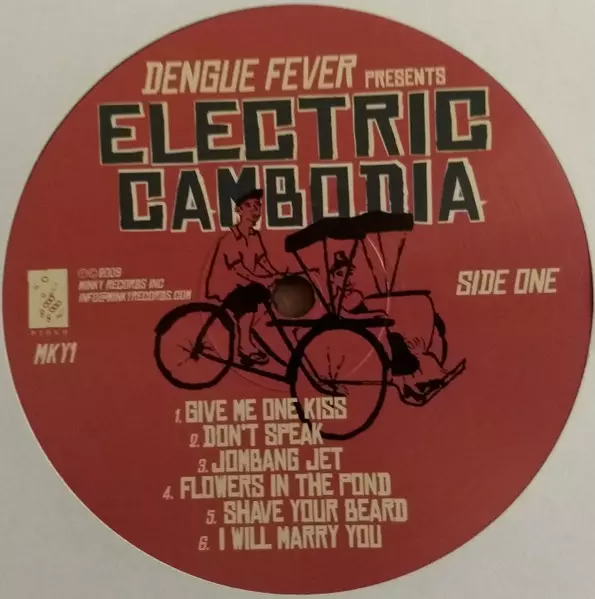 DENGUE FEVER PRESENTS
ELECTRIC
CAMBODIA
℗©2009
MINKY RECORDS INC
INFO@MINKYRECORDS.COM
SIDE ONE
MINKY
MKY1
1. GIVE ME ONE KISS
2. DON'T SPEAK
3. JOMBANG JET
4. FLOWERS IN THE POND
5. SHAVE YOUR BEARD
6. I WILL MARRY YOU